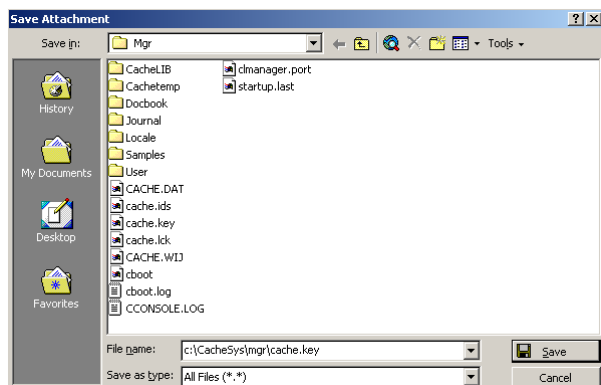 Save Attachment
Save in:
Mgr
Tools
History
My Documents
Desktop
Favorites
CacheLIB
Cachetemp
Docbook
Journal
Locale
Samples
User
CACHE.DAT
cache.ids
cache.key
cache.lck
CACHE.WIJ
cboot
cboot.log
CCONSOLE.LOG
clmanager.port
startup.last
File name:
c:\CacheSys\mgr\cache.key
Save
Save as type:
All Files (*.*)
Cancel